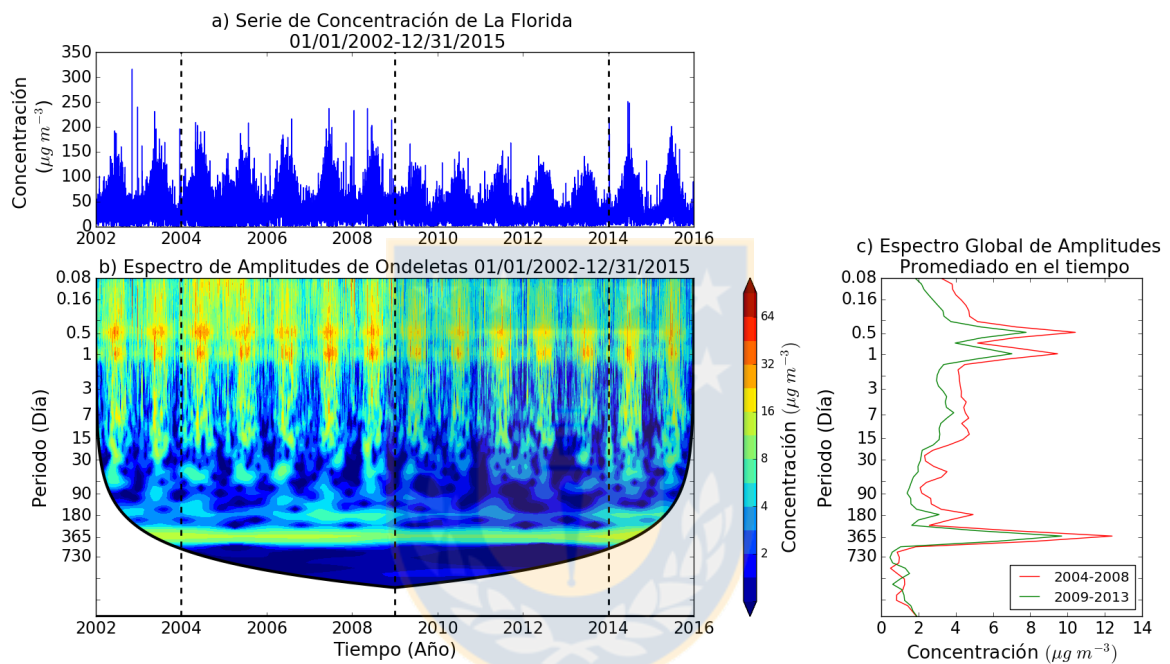 a) Serie de Concentración de La Florida
01/01/2002-12/31/2015
Concentración
(μg m⁻³)
350
300
250
200
150
100
50
0
2002 2004 2006 2008 2010 2012 2014 2016
b) Espectro de Amplitudes de Ondeletas 01/01/2002-12/31/2015
Periodo (Día)
0.08
0.16
0.5
1
3
7
15
30
90
180
365
730
2002 2004 2006 2008 2010 2012 2014 2016
Tiempo (Año)
64
32
16
8
4
2
Concentración (μg m⁻³)
c) Espectro Global de Amplitudes
Promediado en el tiempo
Periodo (Día)
0.08
0.16
0.5
1
3
7
15
30
90
180
365
730
2004-2008
2009-2013
0 2 4 6 8 10 12 14
Concentración (μg m⁻³)